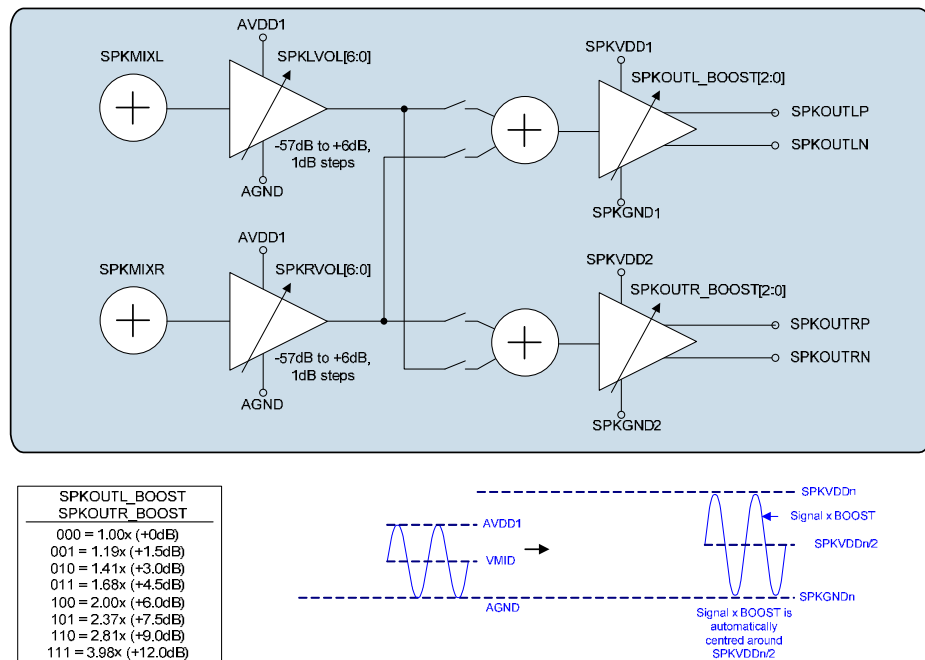 AVDD1
SPKMIXL
SPKLVOL[6:0]
-57dB to +6dB,
1dB steps
AGND
SPKVDD1
SPKOUTL_BOOST[2:0]
SPKOUTLP
SPKOUTLN
SPKGND1
AVDD1
SPKMIXR
SPKRVOL[6:0]
-57dB to +6dB,
1dB steps
AGND
SPKVDD2
SPKOUTR_BOOST[2:0]
SPKOUTRP
SPKOUTRN
SPKGND2
SPKOUTL_BOOST
SPKOUTR_BOOST
000 = 1.00x (+0dB)
001 = 1.19x (+1.5dB)
010 = 1.41x (+3.0dB)
011 = 1.68x (+4.5dB)
100 = 2.00x (+6.0dB)
101 = 2.37x (+7.5dB)
110 = 2.81x (+9.0dB)
111 = 3.98x (+12.0dB)
AVDD1
VMID
AGND
SPKVDDn
Signal x BOOST
SPKVDDn/2
SPKGNDn
Signal x BOOST is
automatically
centred around
SPKVDDn/2